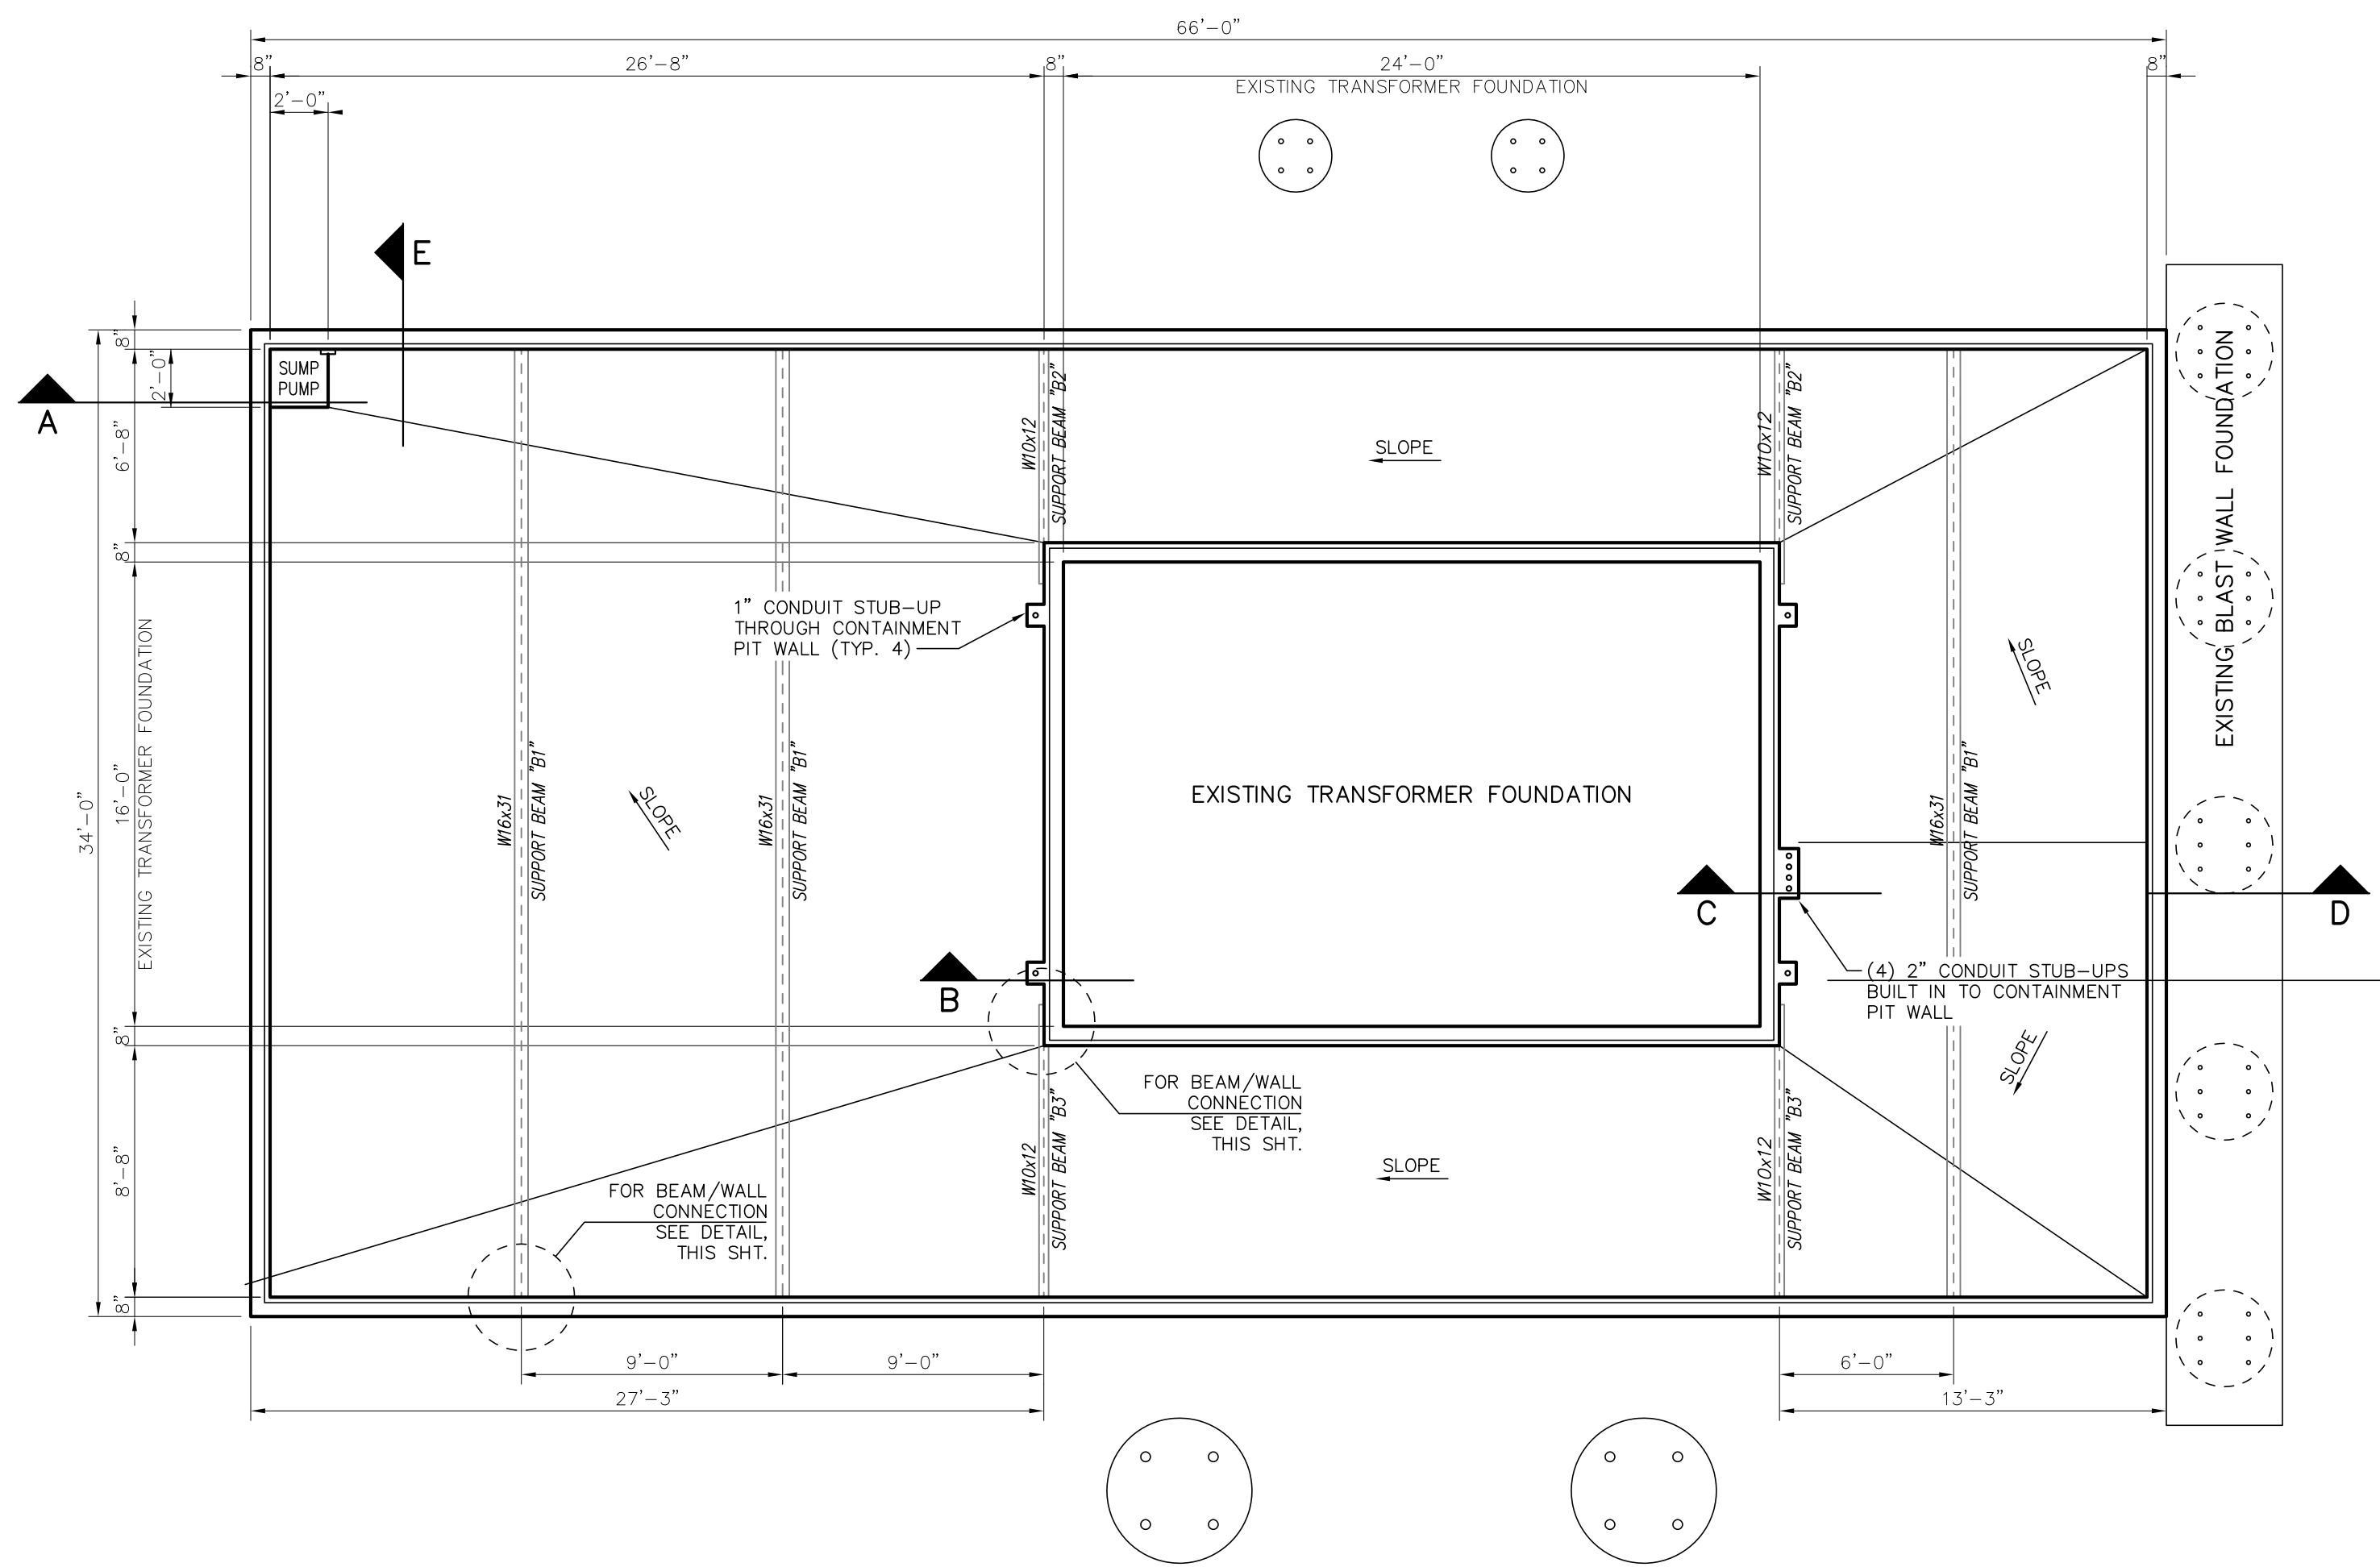 66'-0"
8"
26'-8"
8"
24'-0"
8"
EXISTING TRANSFORMER FOUNDATION
2'-0"
E
A
SUMP
PUMP
8"
2'-0"
6'-8"
8"
16'-0"
EXISTING TRANSFORMER FOUNDATION
34'-0"
8"
8'-8"
8"
W10x12
SUPPORT BEAM "B2"
W10x12
SUPPORT BEAM "B2"
SLOPE
EXISTING BLAST WALL FOUNDATION
1" CONDUIT STUB-UP
THROUGH CONTAINMENT
PIT WALL (TYP. 4)
SLOPE
W16x31
SUPPORT BEAM "B1"
SLOPE
W16x31
SUPPORT BEAM "B1"
EXISTING TRANSFORMER FOUNDATION
W16x31
SUPPORT BEAM "B1"
C
D
B
(4) 2" CONDUIT STUB-UPS
BUILT IN TO CONTAINMENT
PIT WALL
SLOPE
FOR BEAM/WALL
CONNECTION
SEE DETAIL,
THIS SHT.
W10x12
SUPPORT BEAM "B3"
W10x12
SUPPORT BEAM "B3"
SLOPE
FOR BEAM/WALL
CONNECTION
SEE DETAIL,
THIS SHT.
9'-0"
9'-0"
6'-0"
27'-3"
13'-3"